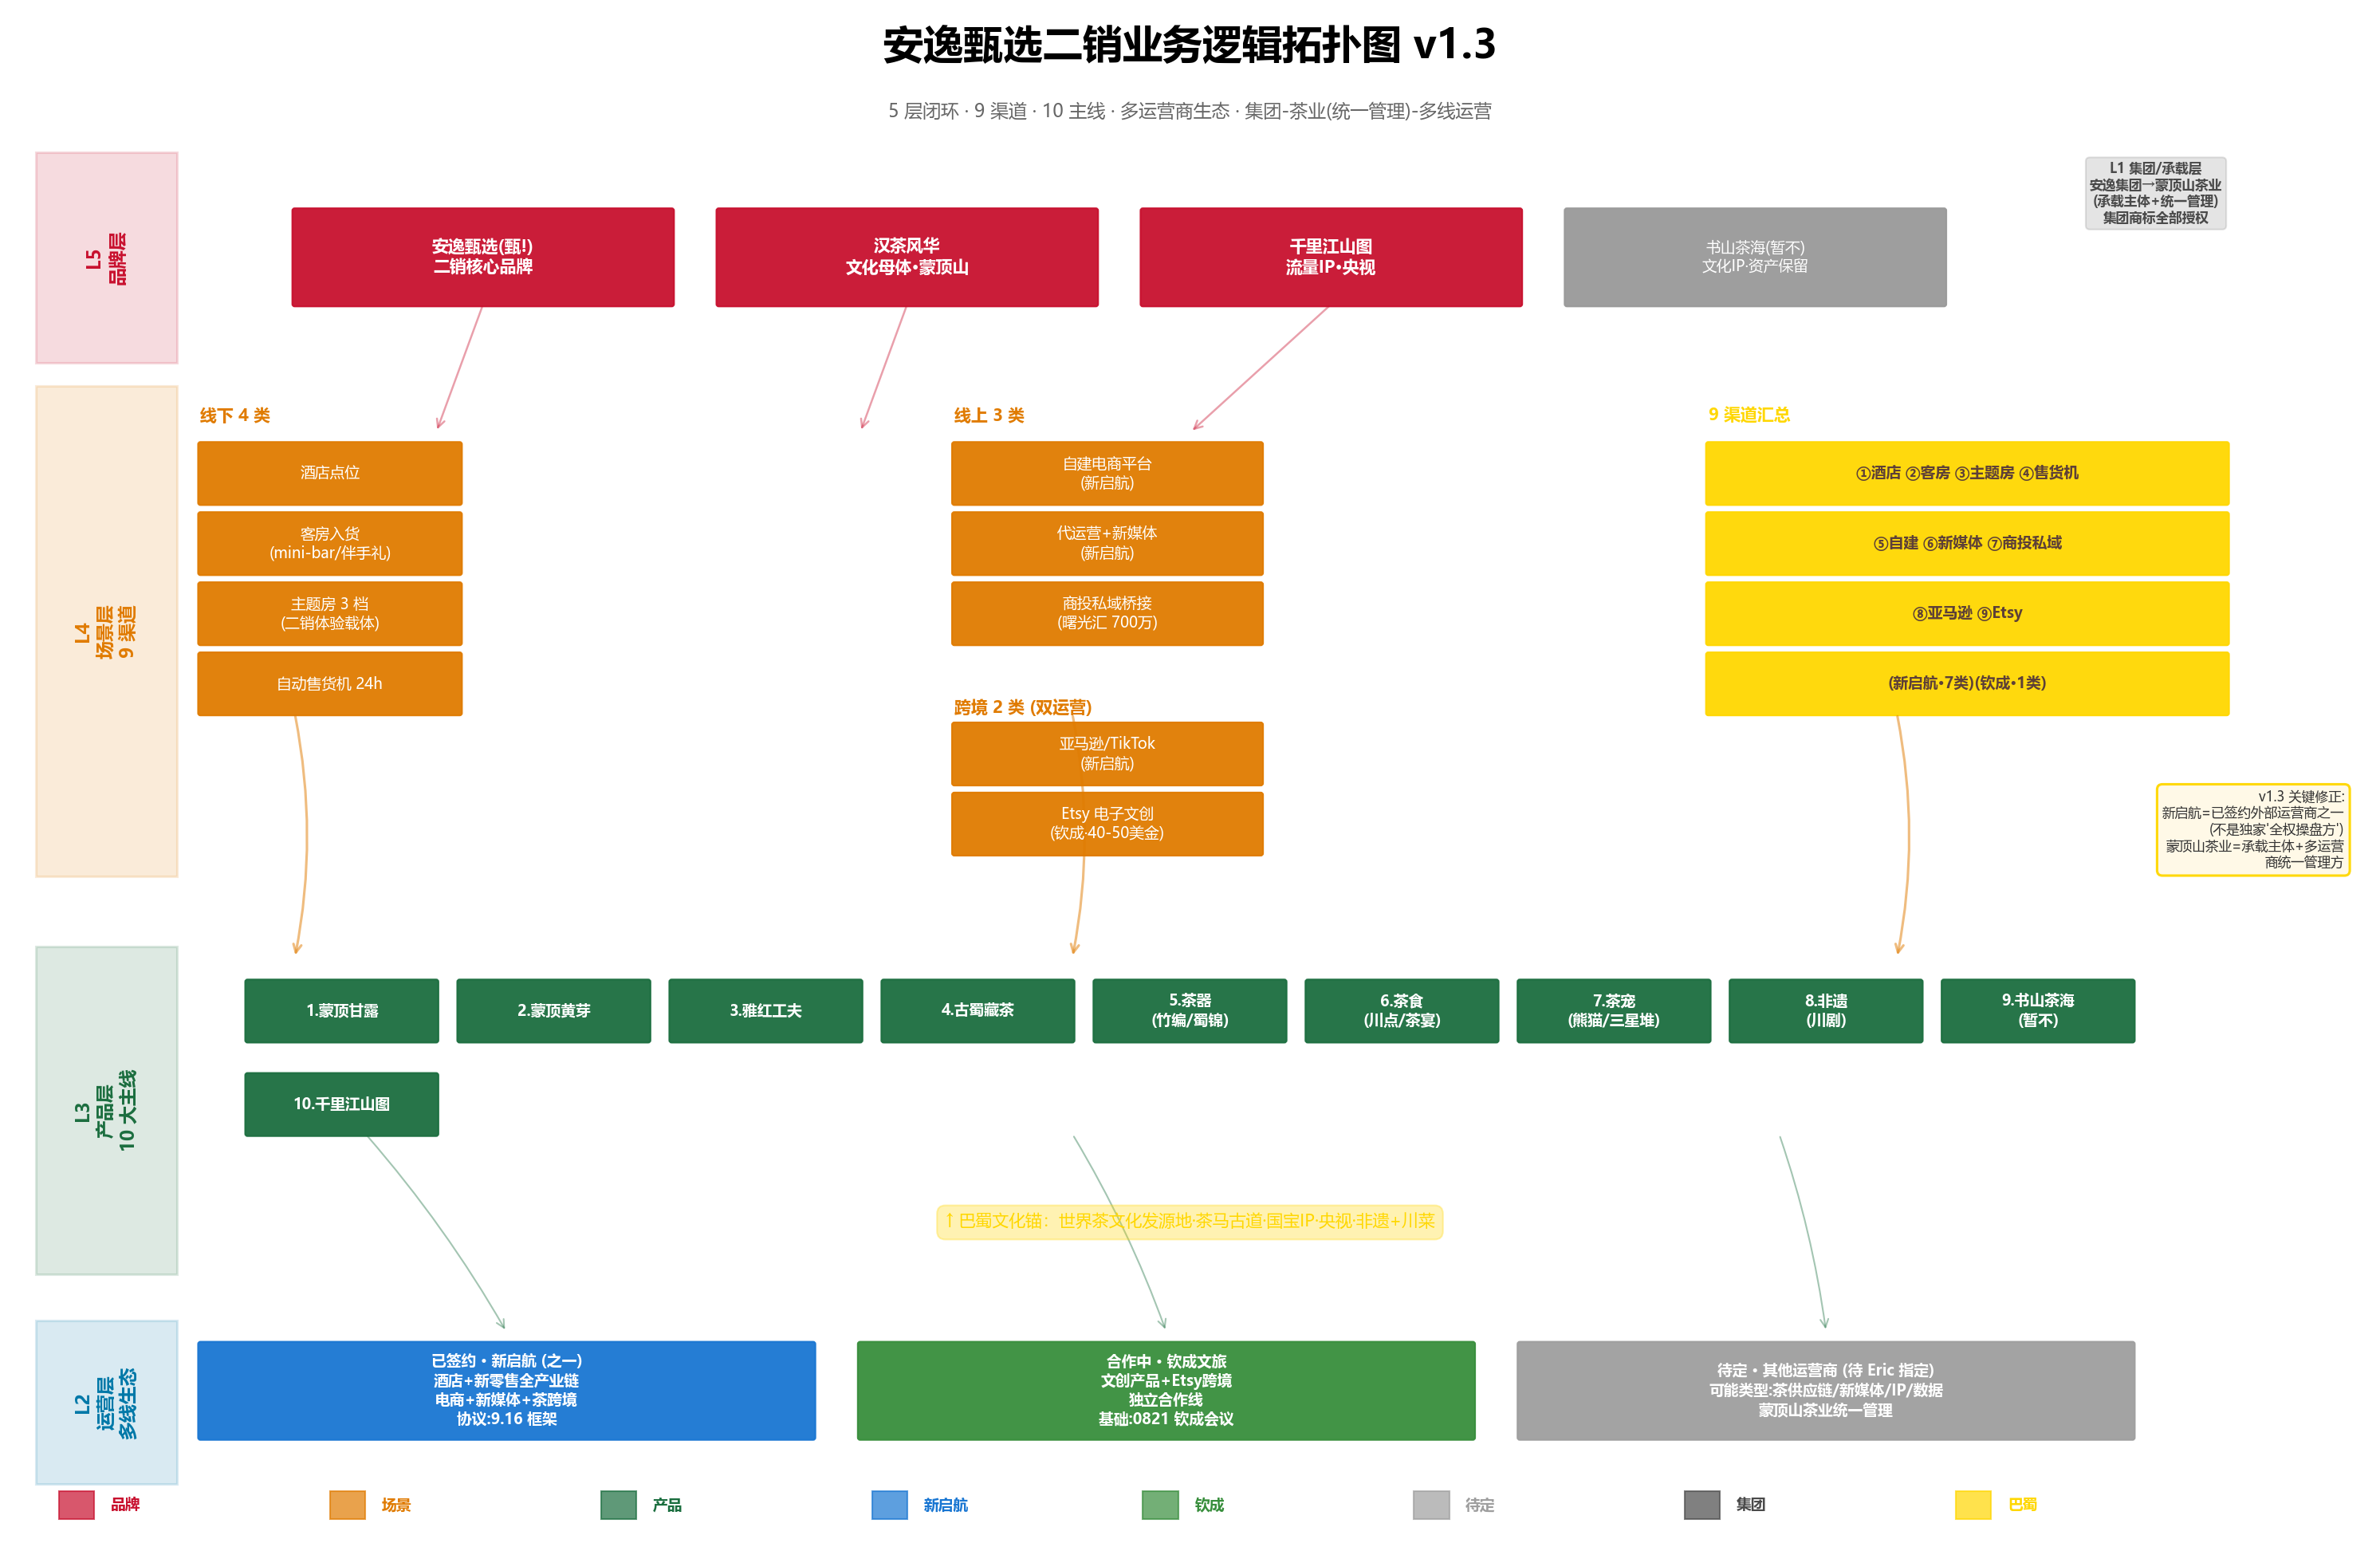 安逸甄选二销业务逻辑拓扑图 v1.3
5 层闭环 · 9 渠道 · 10 主线 · 多运营商生态 · 集团-茶业(统一管理)-多线运营
L5
品牌层
安逸甄选(甄!)
二销核心品牌
汉茶风华
文化母体•蒙顶山
千里江山图
流量IP•央视
书山茶海(暂不)
文化IP·资产保留
L1 集团/承载层
安逸集团→蒙顶山茶业
(承载主体+统一管理)
集团商标全部授权
L4
场景层
9 渠道
线下 4 类
酒店点位
客房入货
(mini-bar/伴手礼)
主题房 3 档
(二销体验载体)
自动售货机 24h
线上 3 类
自建电商平台
(新启航)
代运营+新媒体
(新启航)
商投私域桥接
(曙光汇 700万)
跨境 2 类 (双运营)
亚马逊/TikTok
(新启航)
Etsy 电子文创
(钦成·40-50美金)
9 渠道汇总
①酒店 ②客房 ③主题房 ④售货机
⑤自建 ⑥新媒体 ⑦商投私域
⑧亚马逊 ⑨Etsy
(新启航•7类)(钦成•1类)
v1.3 关键修正:
新启航=已签约外部运营商之一
(不是独家'全权操盘方')
蒙顶山茶业=承载主体+多运营
商统一管理方
L3
产品层
10 大主线
1.蒙顶甘露
2.蒙顶黄芽
3.雅红工夫
4.古蜀藏茶
5.茶器
(竹编/蜀锦)
6.茶食
(川点/茶宴)
7.茶宠
(熊猫/三星堆)
8.非遗
(川剧)
9.书山茶海
(暂不)
10.千里江山图
↑ 巴蜀文化锚：世界茶文化发源地·茶马古道·国宝IP·央视·非遗+川菜
L2
运营层
多线生态
已签约 • 新启航 (之一)
酒店+新零售全产业链
电商+新媒体+茶跨境
协议:9.16 框架
合作中 • 钦成文旅
文创产品+Etsy跨境
独立合作线
基础:0821 钦成会议
待定 • 其他运营商 (待 Eric 指定)
可能类型:茶供应链/新媒体/IP/数据
蒙顶山茶业统一管理
品牌
场景
产品
新启航
钦成
待定
集团
巴蜀